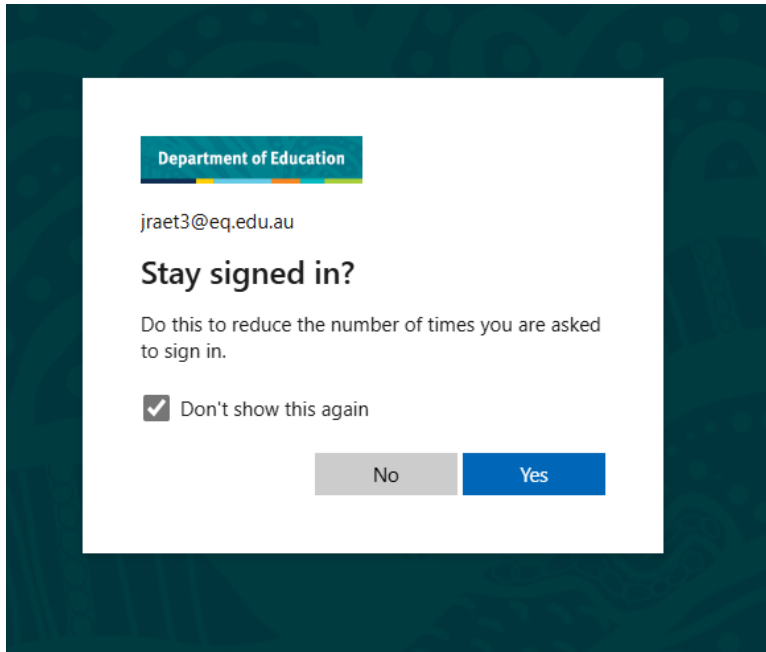 Department of Education
jraet3@eq.edu.au
Stay signed in?
Do this to reduce the number of times you are asked
to sign in.
Don't show this again
No
Yes